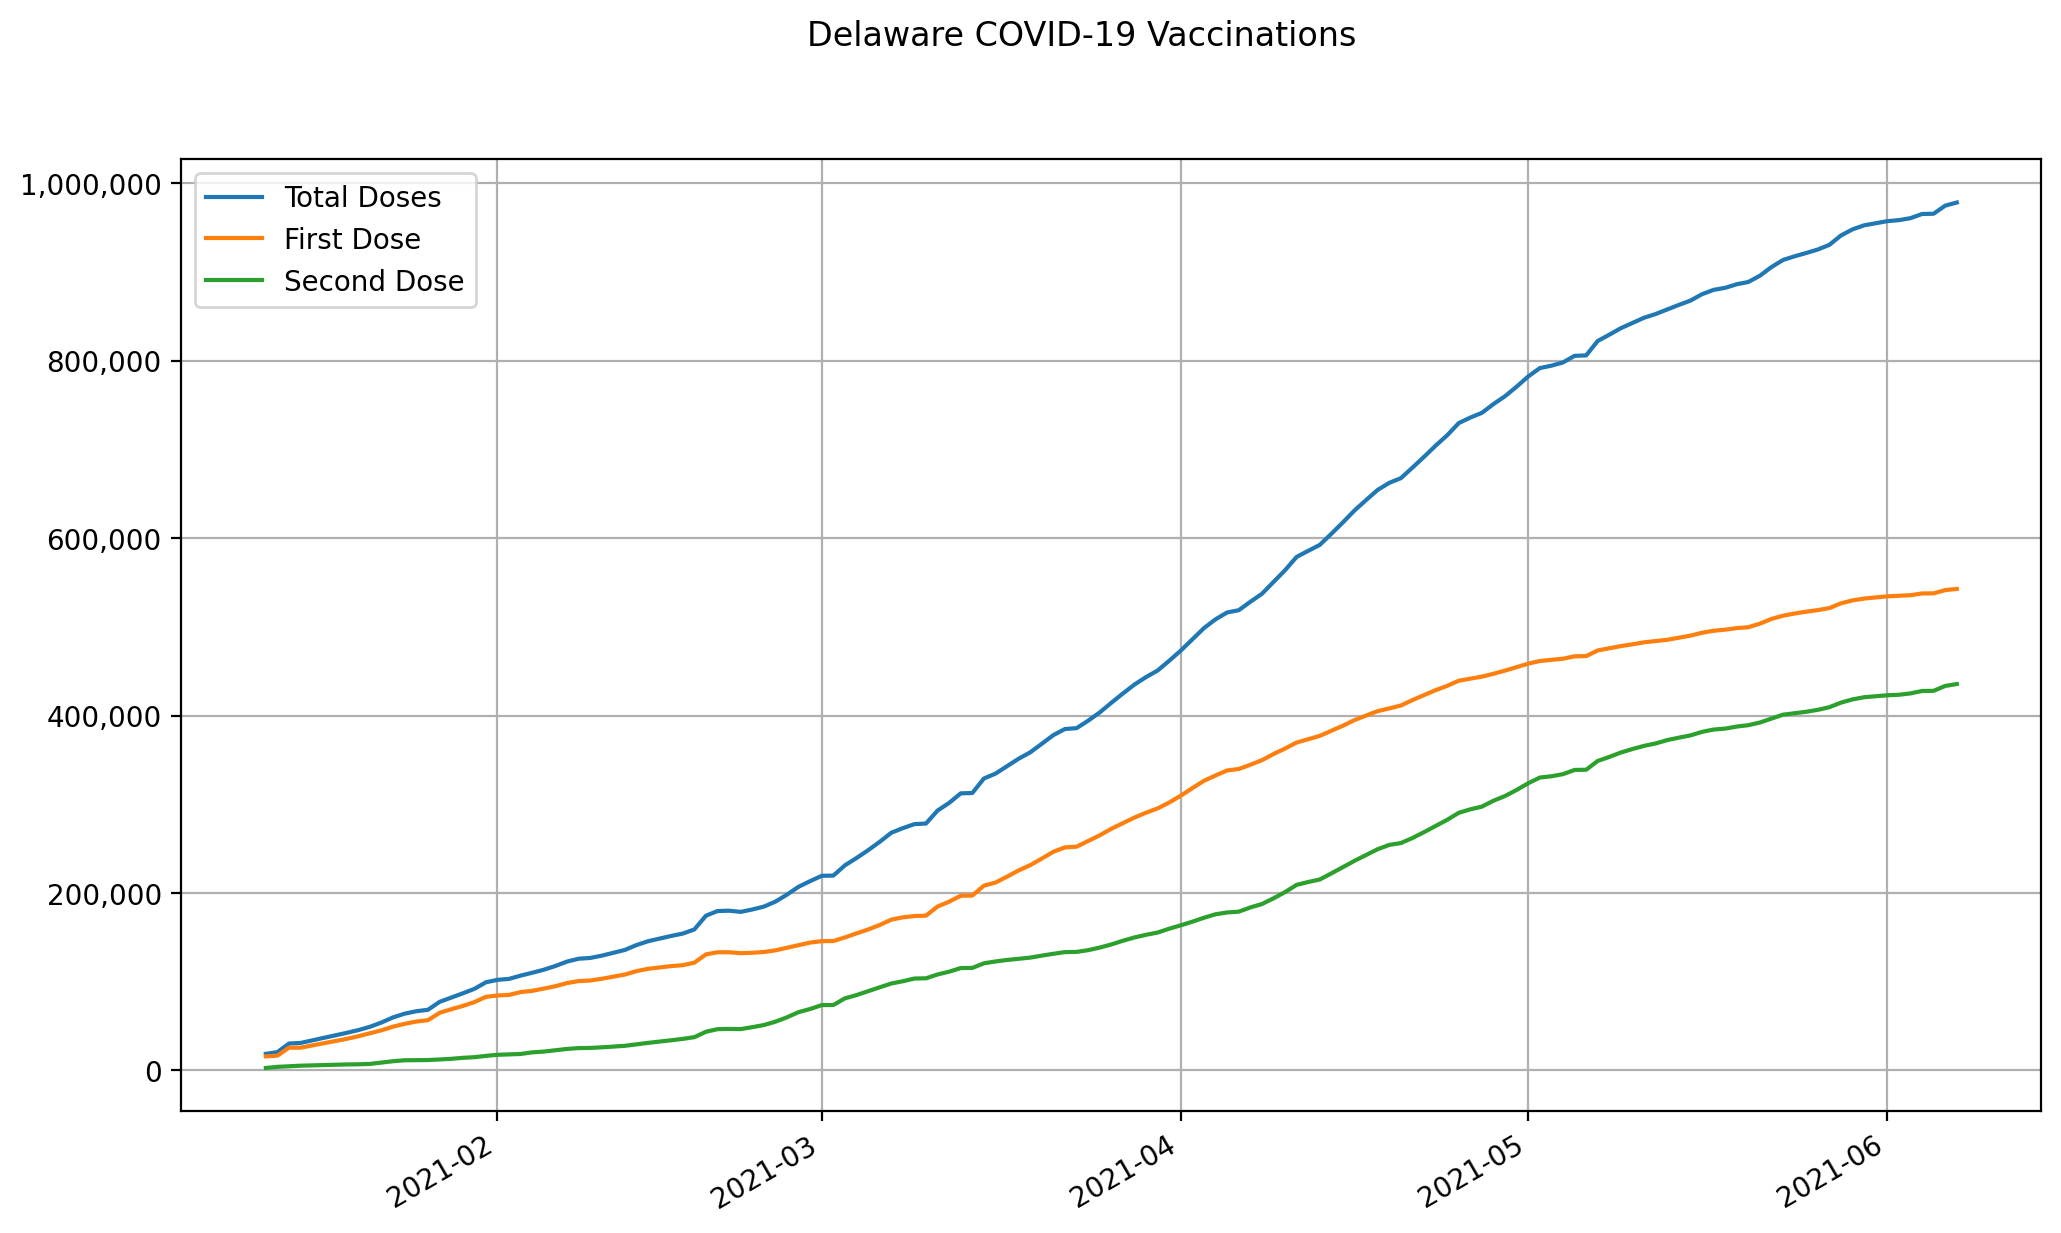 Delaware COVID-19 Vaccinations
1,000,000
800,000
600,000
400,000
200,000
0
Total Doses
First Dose
Second Dose
2021-02
2021-03
2021-04
2021-05
2021-06